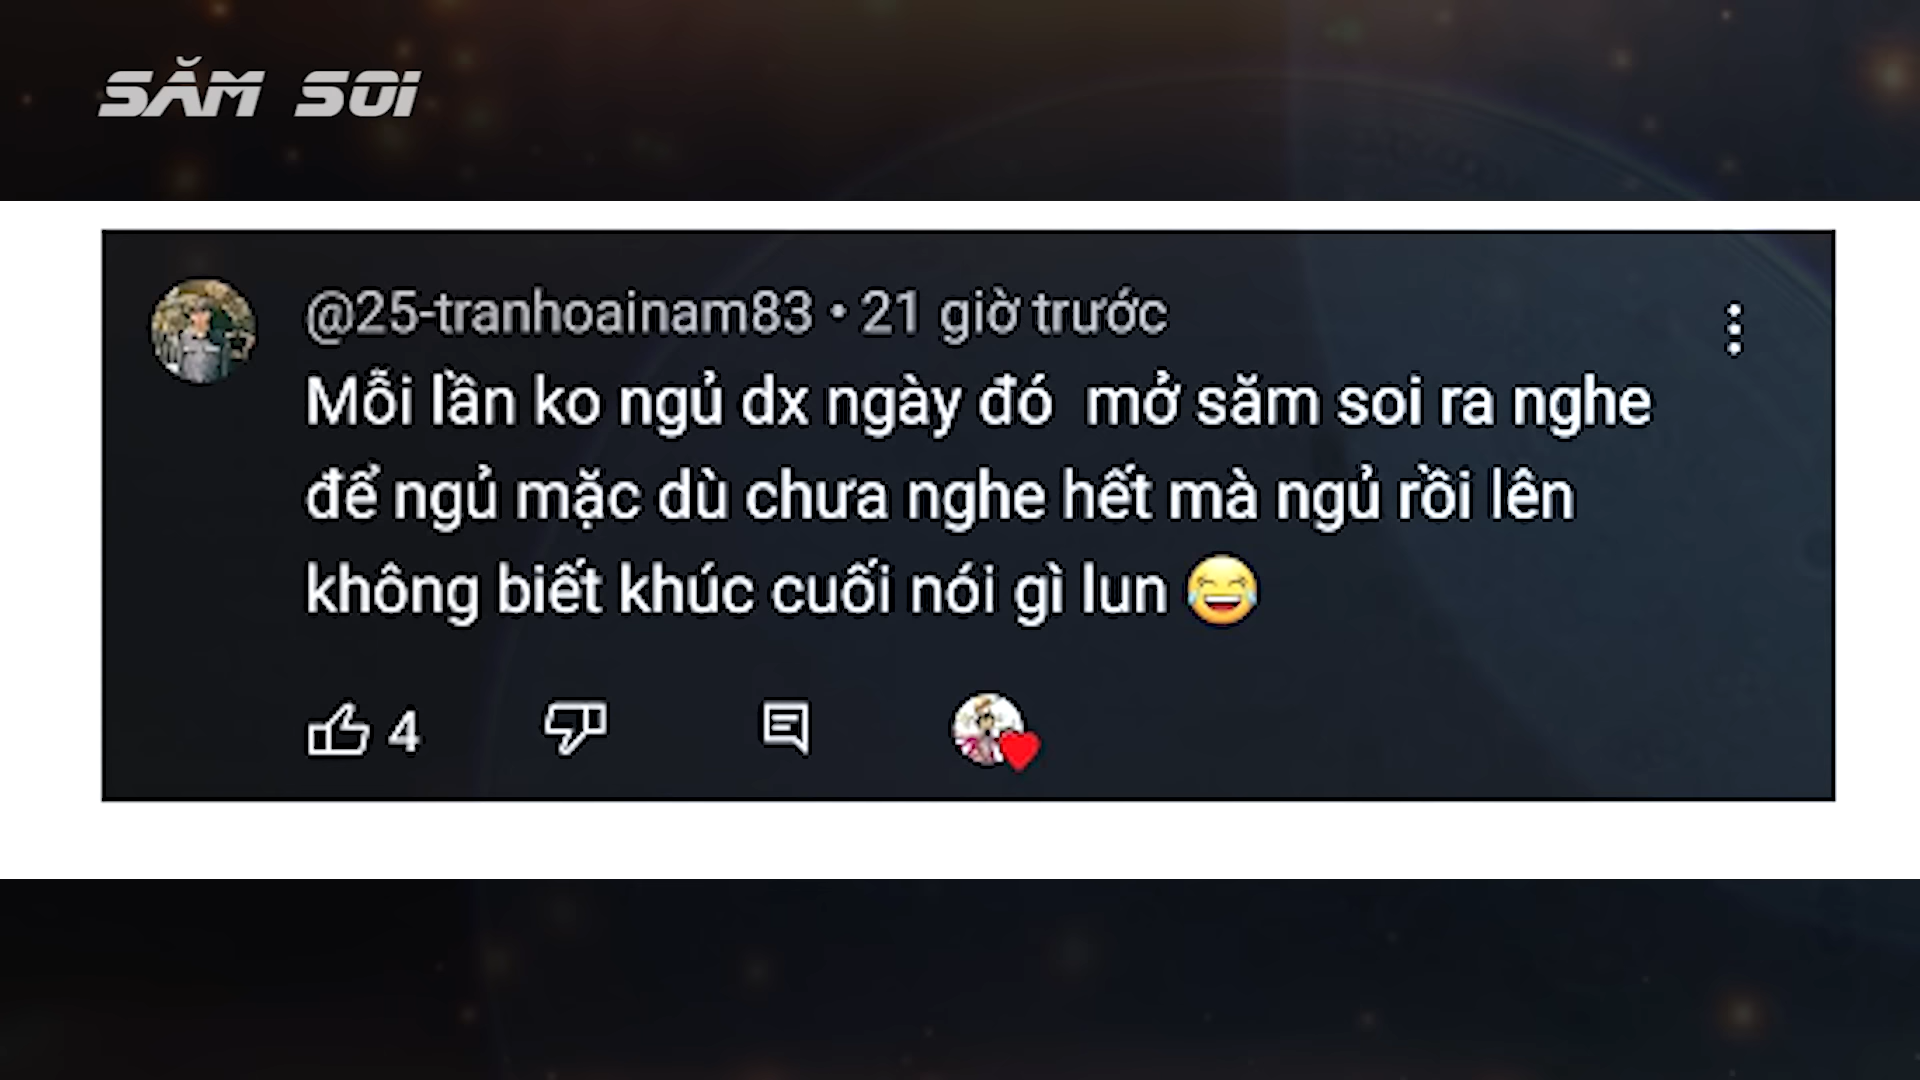 SĂM SOI
@25-tranhoainam83 • 21 giờ trước
Mỗi lần ko ngủ dx ngày đó mở săm soi ra nghe
để ngủ mặc dù chưa nghe hết mà ngủ rồi lên
không biết khúc cuối nói gì lun 😂
4